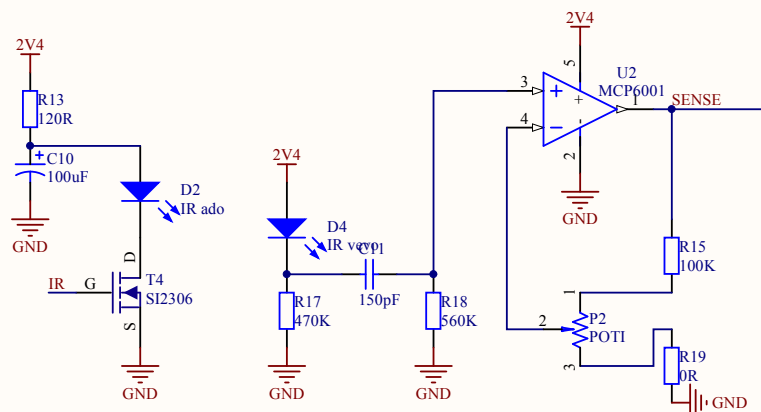 2V4
R13
120R
C10
100uF
GND
D2
IR ado
IR
G
D
S
T4
SI2306
GND
2V4
D4
IR vevo
C11
150pF
R17
470K
GND
R18
560K
GND
2V4
5
U2
MCP6001
3
4
1
2
+
-
SENSE
GND
R15
100K
1
2
3
P2
POTI
R19
0R
GND